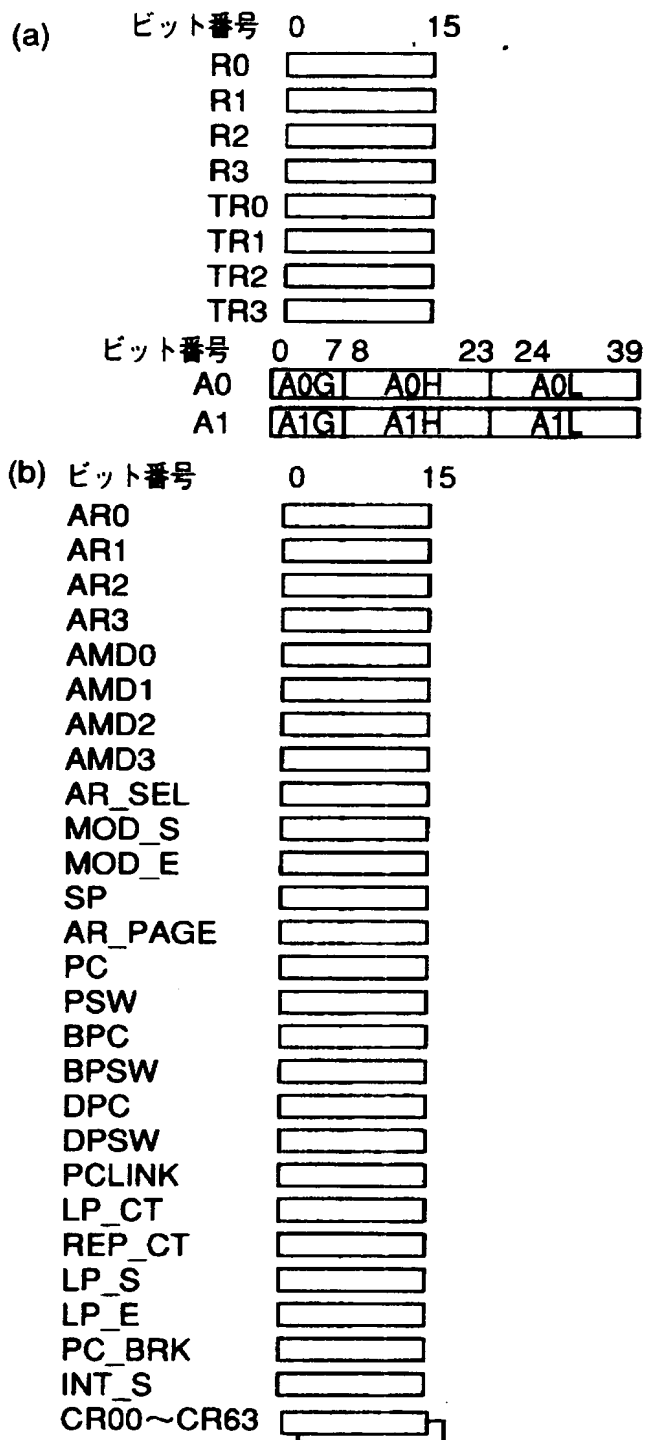 (a) ビット番号 0 15
R0
R1
R2
R3
TR0
TR1
TR2
TR3
ビット番号 0 7 8 23 24 39
A0 A0G A0H A0L
A1 A1G A1H A1L
(b) ビット番号 0 15
AR0
AR1
AR2
AR3
AMD0
AMD1
AMD2
AMD3
AR_SEL
MOD_S
MOD_E
SP
AR_PAGE
PC
PSW
BPC
BPSW
DPC
DPSW
PCLINK
LP_CT
REP_CT
LP_S
LP_E
PC_BRK
INT_S
CR00～CR63